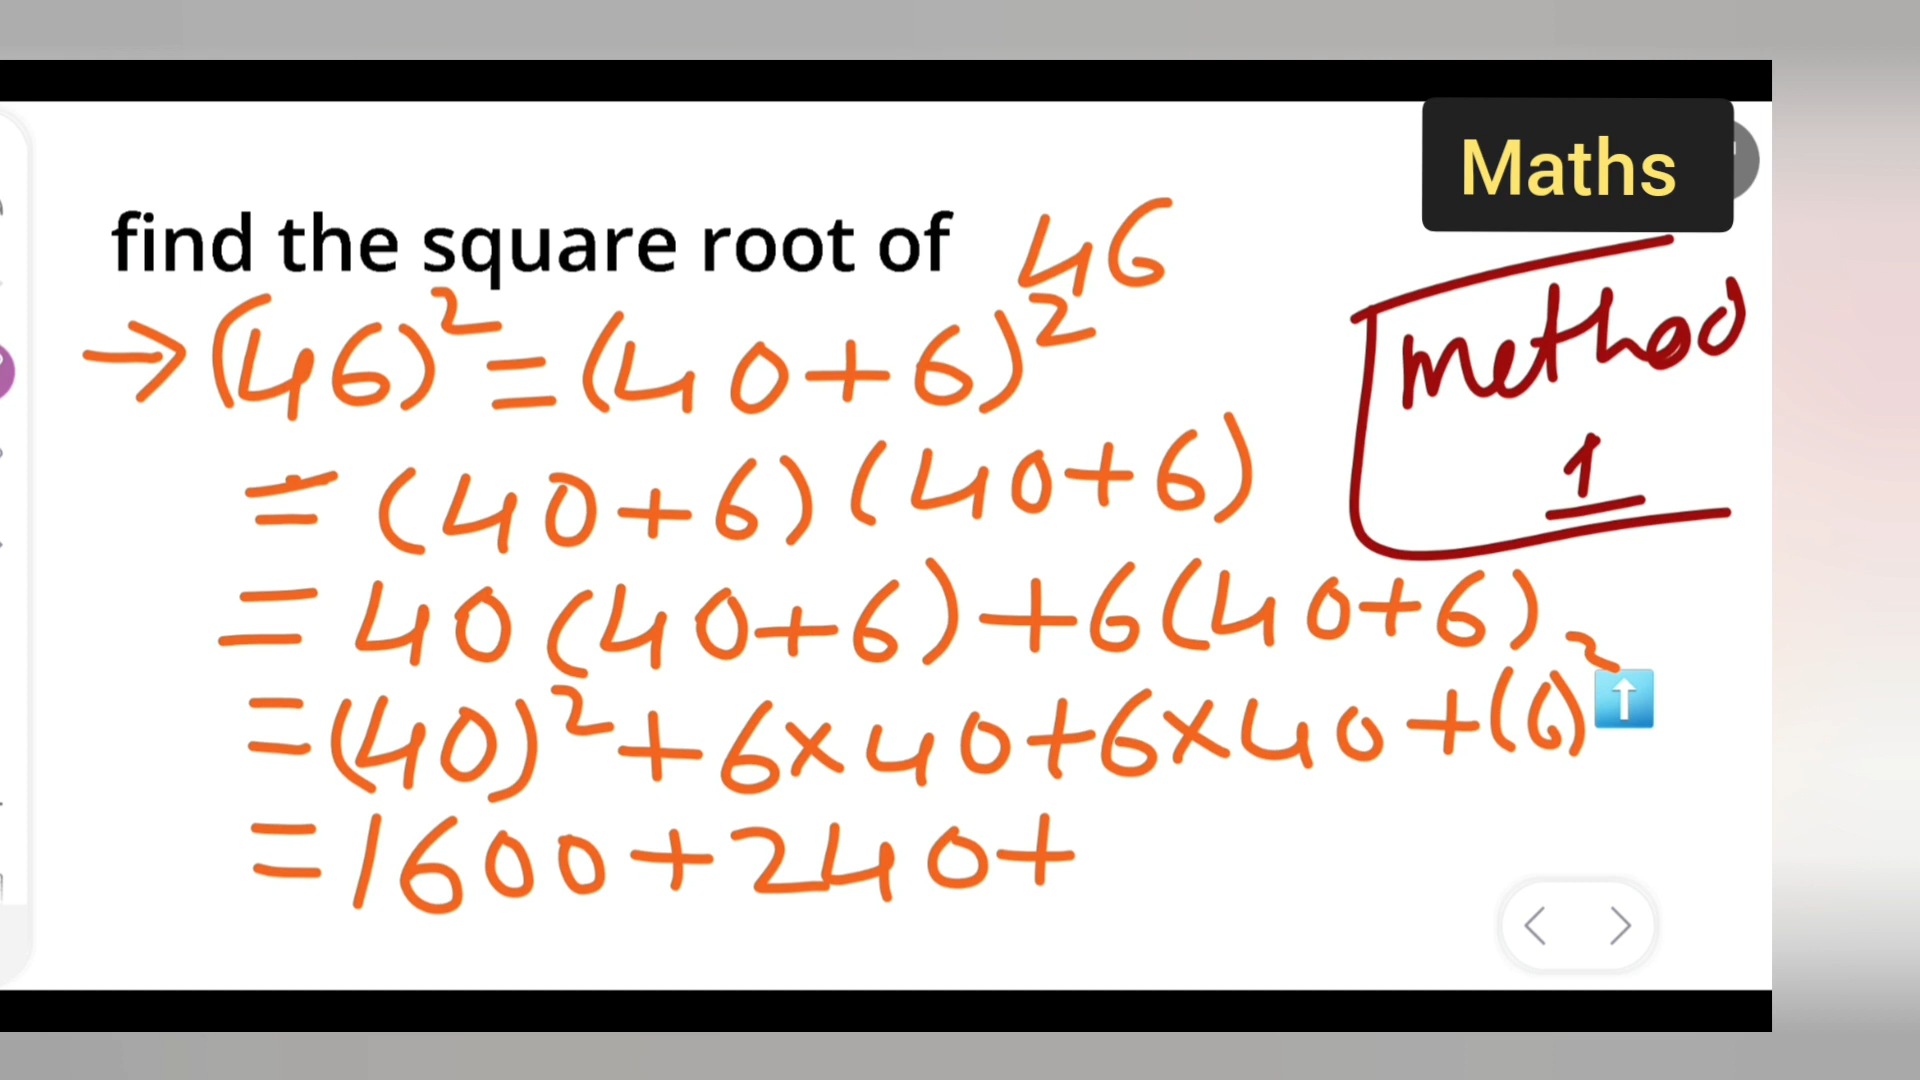 Maths
find the square root of 46
method
1
→ (46)² = (40+6)²
= (40+6) (40+6)
= 40 (40+6) + 6 (40+6)
= (40)² + 6×40 + 6×40 + (6)²
= 1600 + 240 +